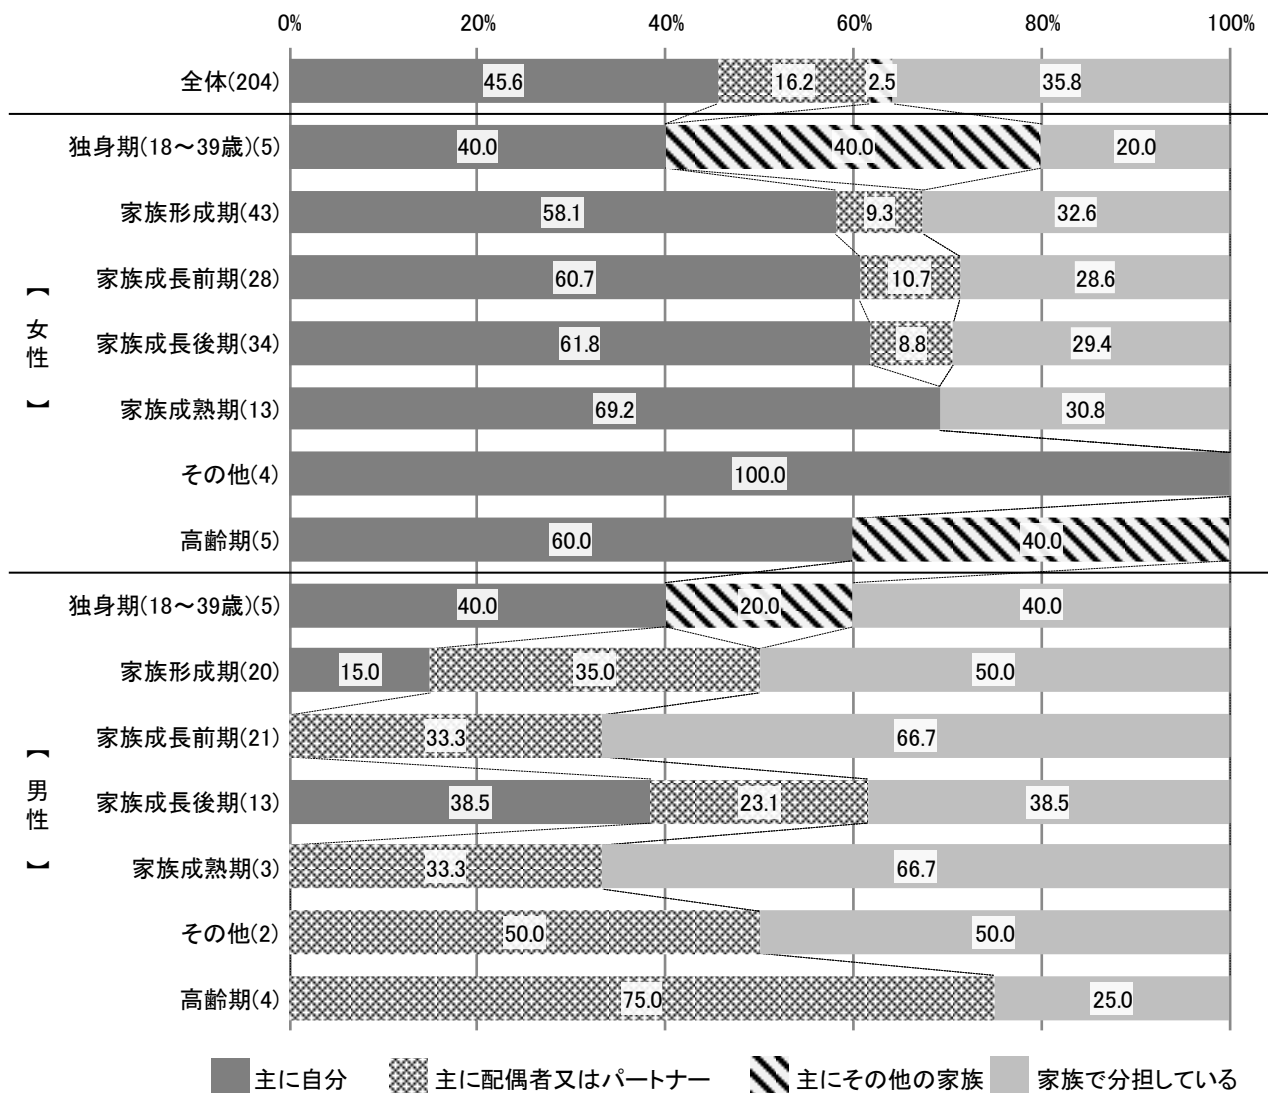 0% 20% 40% 60% 80% 100%
全体(204) 45.6 16.2 2.5 35.8
【女性】
独身期(18～39歳)(5) 40.0 40.0 20.0
家族形成期(43) 58.1 9.3 32.6
家族成長前期(28) 60.7 10.7 28.6
家族成長後期(34) 61.8 8.8 29.4
家族成熟期(13) 69.2 30.8
その他(4) 100.0
高齢期(5) 60.0 40.0
【男性】
独身期(18～39歳)(5) 40.0 20.0 40.0
家族形成期(20) 15.0 35.0 50.0
家族成長前期(21) 33.3 66.7
家族成長後期(13) 38.5 23.1 38.5
家族成熟期(3) 33.3 66.7
その他(2) 50.0 50.0
高齢期(4) 75.0 25.0
主に自分 主に配偶者又はパートナー 主にその他の家族 家族で分担している